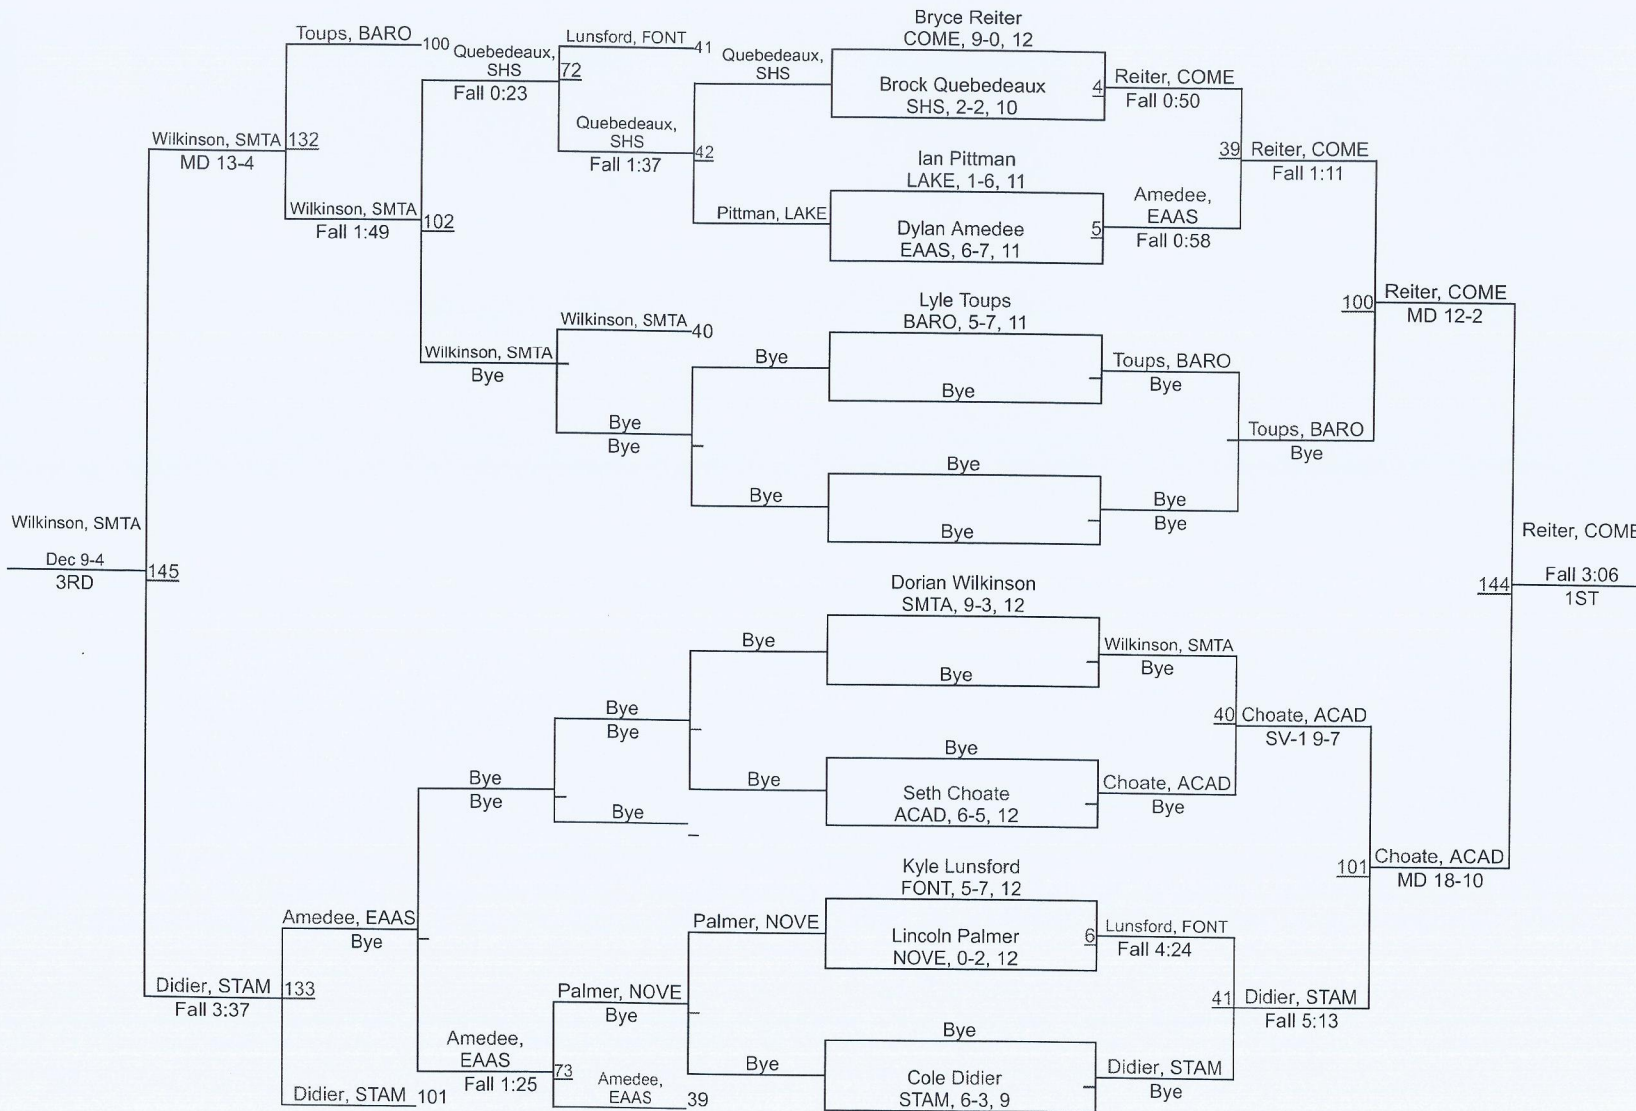 Bryce Reiter
COME, 9-0, 12
Toups, BARO 100
Lunsford, FONT 41
Quebedeaux,
SHS
72
Fall 0:23
Quebedeaux,
SHS
Brock Quebedeaux
SHS, 2-2, 10
4
Reiter, COME
Fall 0:50
Quebedeaux,
SHS
Fall 1:37
42
Wilkinson, SMTA
132
MD 13-4
Ian Pittman
LAKE, 1-6, 11
39
Reiter, COME
Fall 1:11
Wilkinson, SMTA
102
Fall 1:49
Pittman, LAKE
Dylan Amedee
EAAS, 6-7, 11
5
Amedee,
EAAS
Fall 0:58
Lyle Toups
BARO, 5-7, 11
100
Reiter, COME
MD 12-2
Wilkinson, SMTA 40
Wilkinson, SMTA
Bye
Bye
Bye
Toups, BARO
Bye
Bye
Bye
Toups, BARO
Bye
Bye
Bye
Bye
Bye
Bye
Wilkinson, SMTA
Dec 9-4
145
3RD
Reiter, COME
144
Fall 3:06
1ST
Dorian Wilkinson
SMTA, 9-3, 12
Bye
Bye
Wilkinson, SMTA
Bye
Bye
Bye
40
Choate, ACAD
SV-1 9-7
Bye
Bye
Bye
Bye
Bye
Seth Choate
ACAD, 6-5, 12
Choate, ACAD
Bye
Kyle Lunsford
FONT, 5-7, 12
101
Choate, ACAD
MD 18-10
Amedee, EAAS
Bye
Palmer, NOVE
Lincoln Palmer
NOVE, 0-2, 12
6
Lunsford, FONT
Fall 4:24
Didier, STAM
133
Fall 3:37
Palmer, NOVE
Bye
41
Didier, STAM
Fall 5:13
Amedee,
EAAS
73
Fall 1:25
Bye
Bye
Cole Didier
STAM, 6-3, 9
Didier, STAM
Bye
Didier, STAM 101
Amedee,
EAAS
39